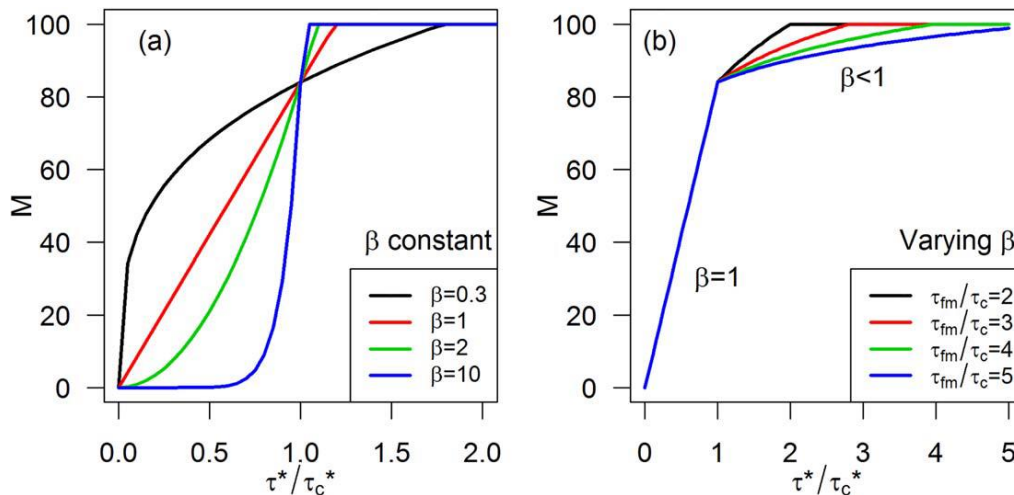 (a)
M
100
80
60
40
20
0
β constant
β=0.3
β=1
β=2
β=10
0.0 0.5 1.0 1.5 2.0
τ*/τc*
(b)
M
100
80
60
40
20
0
β<1
β=1
Varying β
τfm/τc=2
τfm/τc=3
τfm/τc=4
τfm/τc=5
0 1 2 3 4 5
τ*/τc*